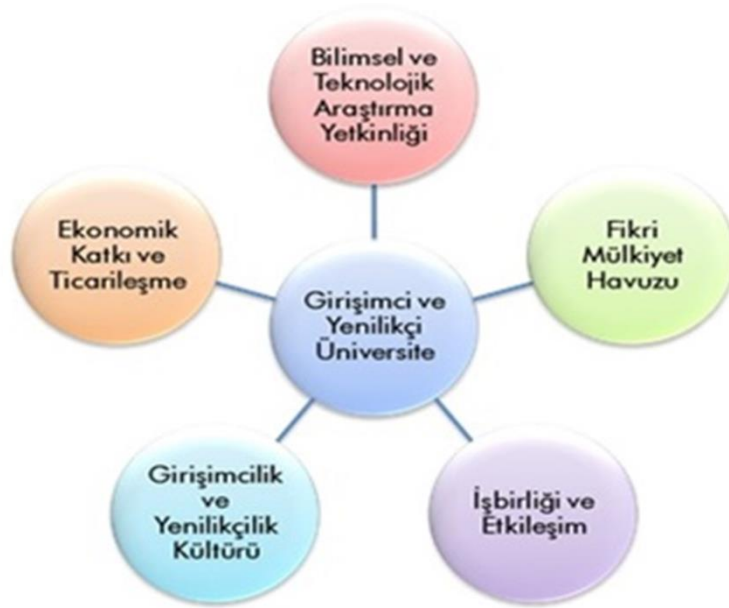 Bilimsel ve
Teknolojik
Araştırma
Yetkinliği
Ekonomik
Katkı ve
Ticarileşme
Fikri
Mülkiyet
Havuzu
Girişimci ve
Yenilikçi
Üniversite
Girişimcilik
ve
Yenilikçilik
Kültürü
İşbirliği ve
Etkileşim